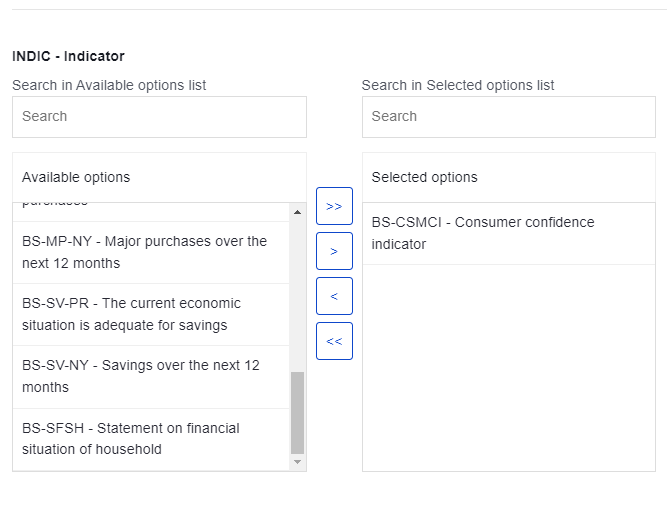 INDIC - Indicator
Search in Available options list
Search
Available options
BS-MP-NY - Major purchases over the
next 12 months
BS-SV-PR - The current economic
situation is adequate for savings
BS-SV-NY - Savings over the next 12
months
BS-SFSH - Statement on financial
situation of household
>>
>
<
<<
Search in Selected options list
Search
Selected options
BS-CSMCI - Consumer confidence
indicator